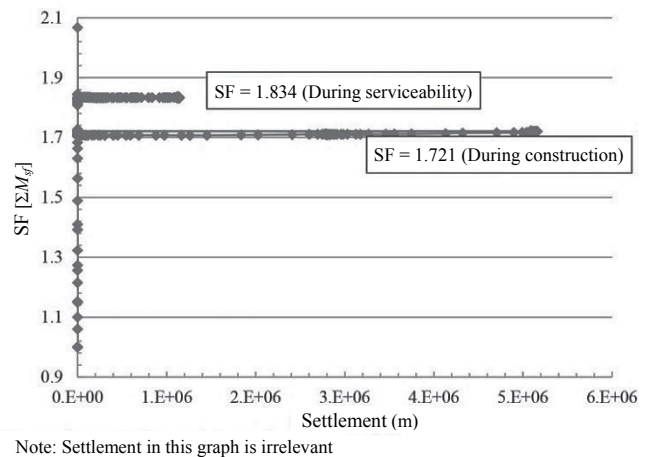 2.1
1.9
SF = 1.834 (During serviceability)
1.7
SF = 1.721 (During construction)
SF [ΣM_sf]
1.5
1.3
1.1
0.9
0.E+00 1.E+06 2.E+06 3.E+06 4.E+06 5.E+06 6.E+06
Settlement (m)
Note: Settlement in this graph is irrelevant